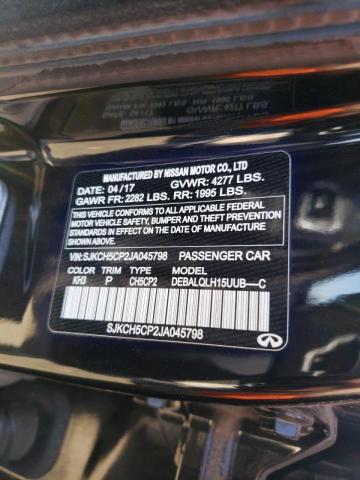 MANUFACTURED BY NISSAN MOTOR CO., LTD
DATE: 04/17 GVWR: 4277 LBS.
GAWR FR: 2282 LBS. RR: 1995 LBS.
THIS VEHICLE CONFORMS TO ALL APPLICABLE FEDERAL
MOTOR VEHICLE SAFETY, BUMPER AND THEFT PREVENTION
STANDARDS IN EFFECT ON THE DATE OF MANUFACTURE
SHOWN ABOVE.
VIN:SJKCH5CP2JA045798 PASSENGER CAR
COLOR TRIM
KH3 P CH5CP2 DEBALQLH15UUB--C
SJKCH5CP2JA045798
INFINITI